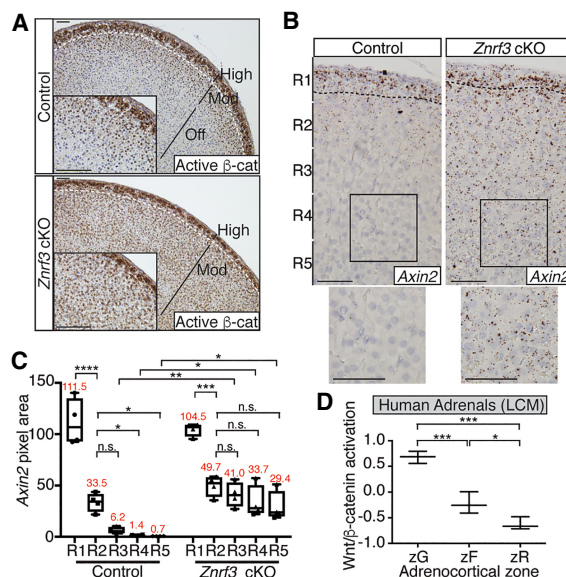 A
Control
High
Mod
Off
Active β-cat
Znrf3 cKO
High
Mod
Active β-cat
B
Control
Znrf3 cKO
R1
R2
R3
R4
R5
Axin2
Axin2
C
Axin2 pixel area
150
100
50
0
****
n.s.
*
*
**
*
*
***
n.s.
n.s.
n.s.
111.5
33.5
6.2
1.4
0.7
104.5
49.7
41.0
33.7
29.4
R1 R2 R3 R4 R5
R1 R2 R3 R4 R5
Control
Znrf3 cKO
D
Human Adrenals (LCM)
Wnt/β-catenin activation
1.0
0.5
-0.5
-1.0
***
***
*
zG zF zR
Adrenocortical zone